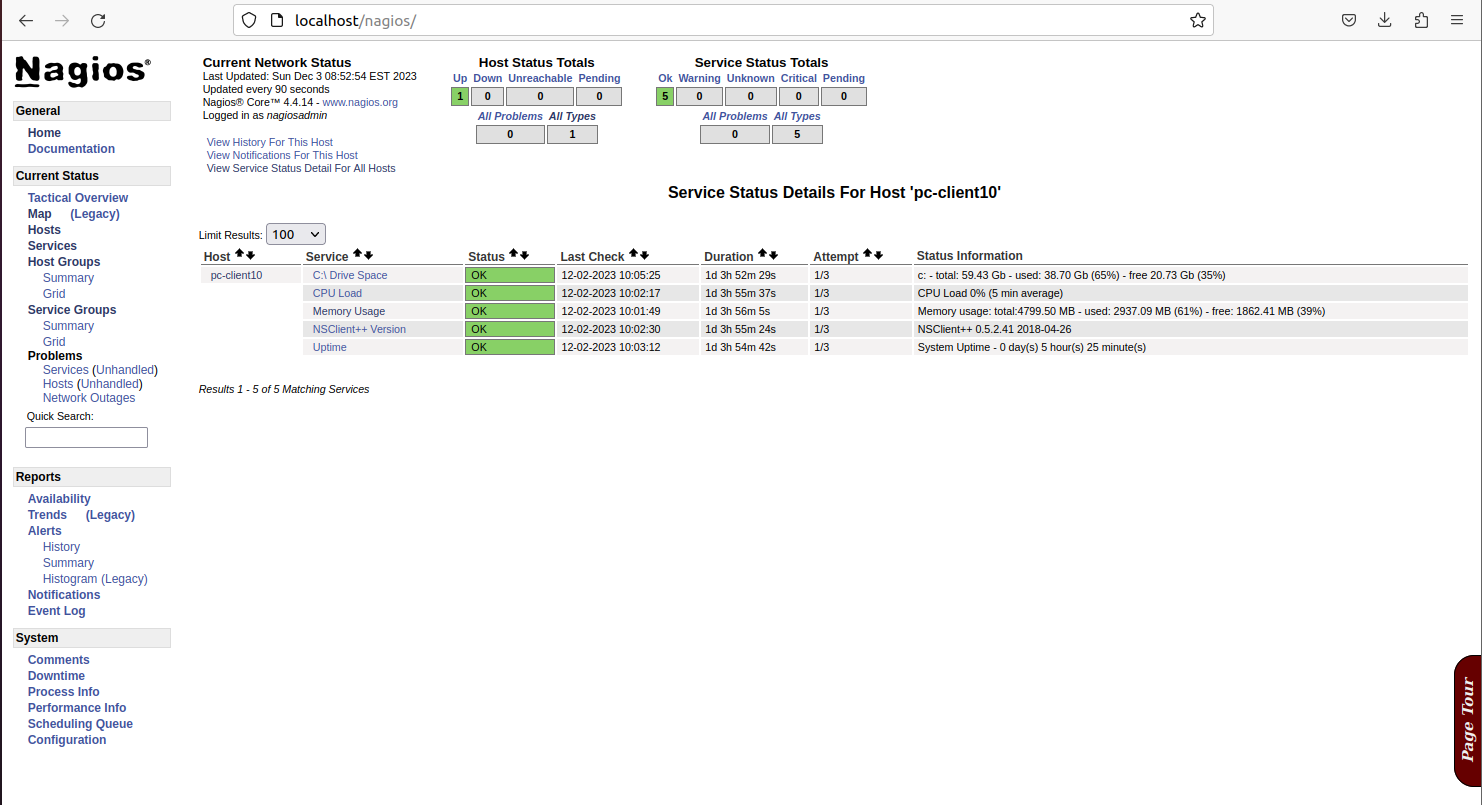 localhost/nagios/
Nagios®
General
Home
Documentation
Current Status
Tactical Overview
Map (Legacy)
Hosts
Services
Host Groups
Summary
Grid
Service Groups
Summary
Grid
Problems
Services (Unhandled)
Hosts (Unhandled)
Network Outages
Quick Search:
Reports
Availability
Trends (Legacy)
Alerts
History
Summary
Histogram (Legacy)
Notifications
Event Log
System
Comments
Downtime
Process Info
Performance Info
Scheduling Queue
Configuration
Current Network Status
Last Updated: Sun Dec 3 08:52:54 EST 2023
Updated every 90 seconds
Nagios® Core™ 4.4.14 - www.nagios.org
Logged in as nagiosadmin
View History For This Host
View Notifications For This Host
View Service Status Detail For All Hosts
Host Status Totals
Up Down Unreachable Pending
1 0 0 0
All Problems All Types
0 1
Service Status Totals
Ok Warning Unknown Critical Pending
5 0 0 0 0
All Problems All Types
0 5
Service Status Details For Host 'pc-client10'
Limit Results: 100
Host Service Status Last Check Duration Attempt Status Information
pc-client10 C:\ Drive Space OK 12-02-2023 10:05:25 1d 3h 52m 29s 1/3 c: - total: 59.43 Gb - used: 38.70 Gb (65%) - free 20.73 Gb (35%)
CPU Load OK 12-02-2023 10:02:17 1d 3h 55m 37s 1/3 CPU Load 0% (5 min average)
Memory Usage OK 12-02-2023 10:01:49 1d 3h 56m 5s 1/3 Memory usage: total:4799.50 MB - used: 2937.09 MB (61%) - free: 1862.41 MB (39%)
NSClient++ Version OK 12-02-2023 10:02:30 1d 3h 55m 24s 1/3 NSClient++ 0.5.2.41 2018-04-26
Uptime OK 12-02-2023 10:03:12 1d 3h 54m 42s 1/3 System Uptime - 0 day(s) 5 hour(s) 25 minute(s)
Results 1 - 5 of 5 Matching Services
Page Tour